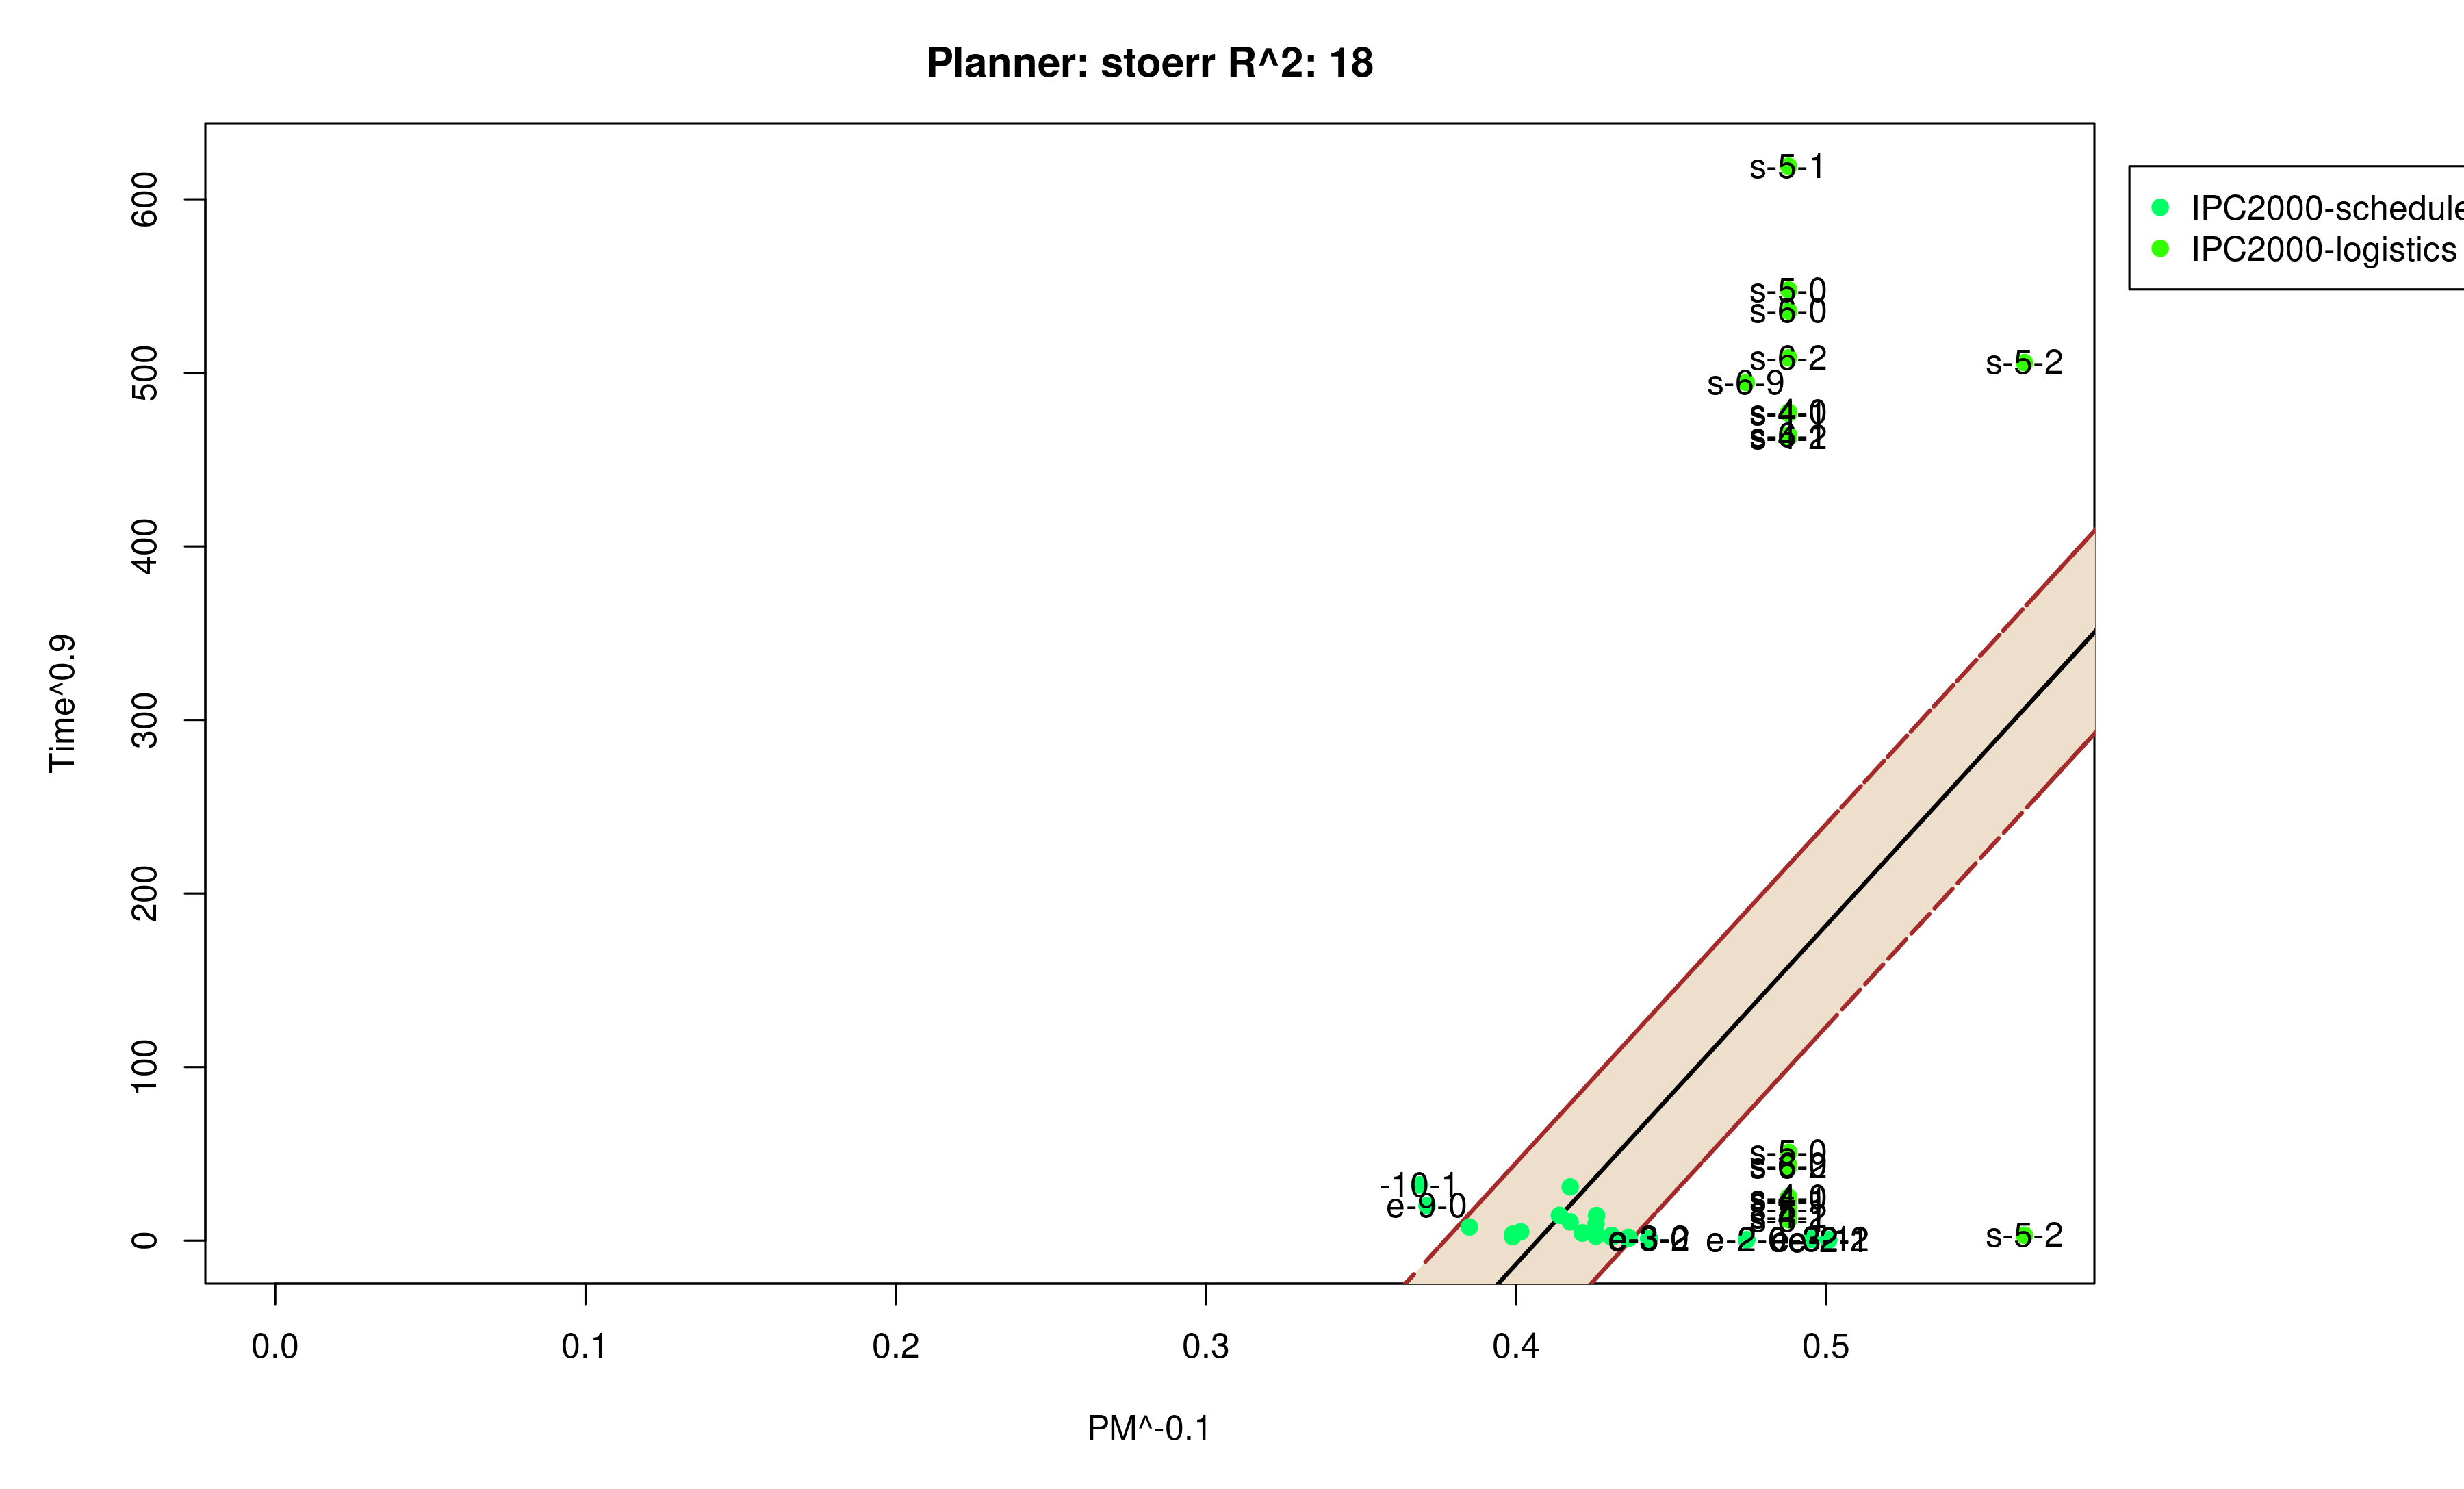 Planner: stoerr R^2: 18
IPC2000-schedule
IPC2000-logistics
Time^0.9
600
500
400
300
200
100
0
s-5-1
s-5-0
s-6-0
s-6-2
s-5-2
s-6-9
s-5-0
-10-1
e-9-0
e-3-2
s-5-2
0.0
0.1
0.2
0.3
0.4
0.5
PM^-0.1